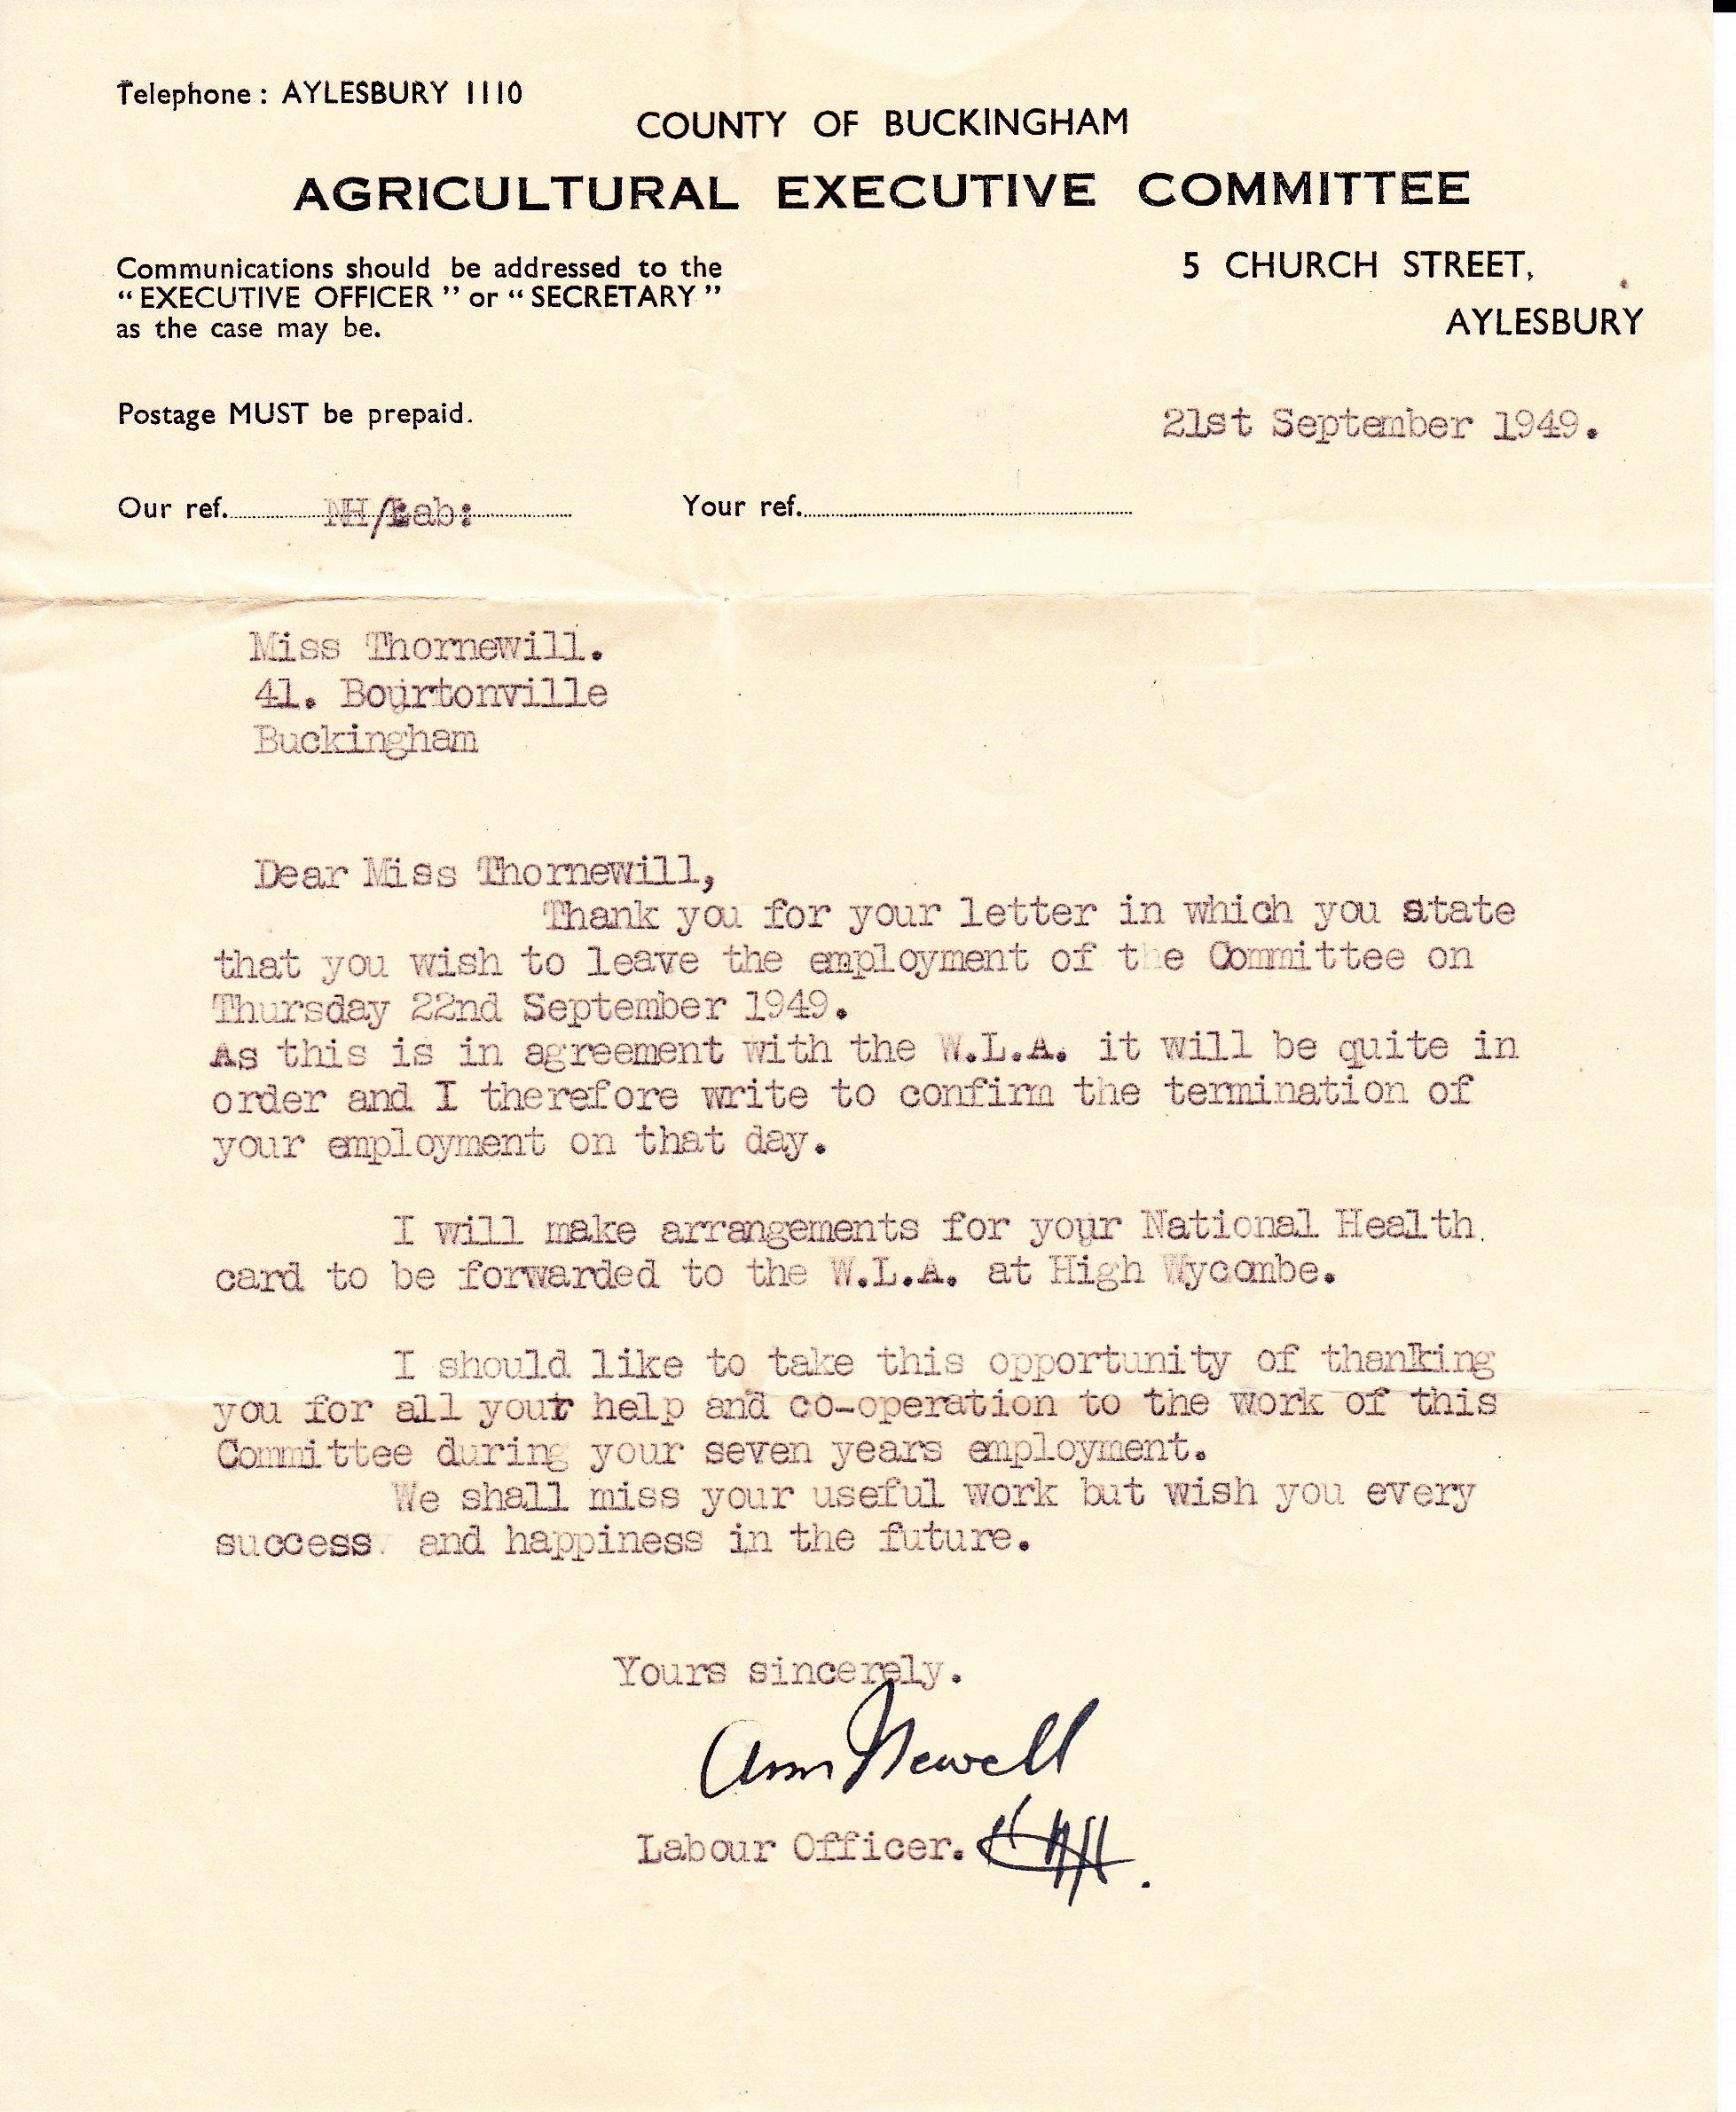 Telephone : AYLESBURY 1110
COUNTY OF BUCKINGHAM
AGRICULTURAL EXECUTIVE COMMITTEE
Communications should be addressed to the
“EXECUTIVE OFFICER” or “SECRETARY”
as the case may be.
5 CHURCH STREET,
AYLESBURY
Postage MUST be prepaid.
21st September 1949.
Our ref. NH/Lab:
Your ref.
Miss Thornewill.
41. Bourtonville
Buckingham
Dear Miss Thornewill,
Thank you for your letter in which you state
that you wish to leave the employment of the Committee on
Thursday 22nd September 1949.
As this is in agreement with the W.L.A. it will be quite in
order and I therefore write to confirm the termination of
your employment on that day.
I will make arrangements for your National Health
card to be forwarded to the W.L.A. at High Wycombe.
I should like to take this opportunity of thanking
you for all your help and co-operation to the work of this
Committee during your seven years employment.
We shall miss your useful work but wish you every
success and happiness in the future.
Yours sincerely.
Ann Newell
Labour Officer.